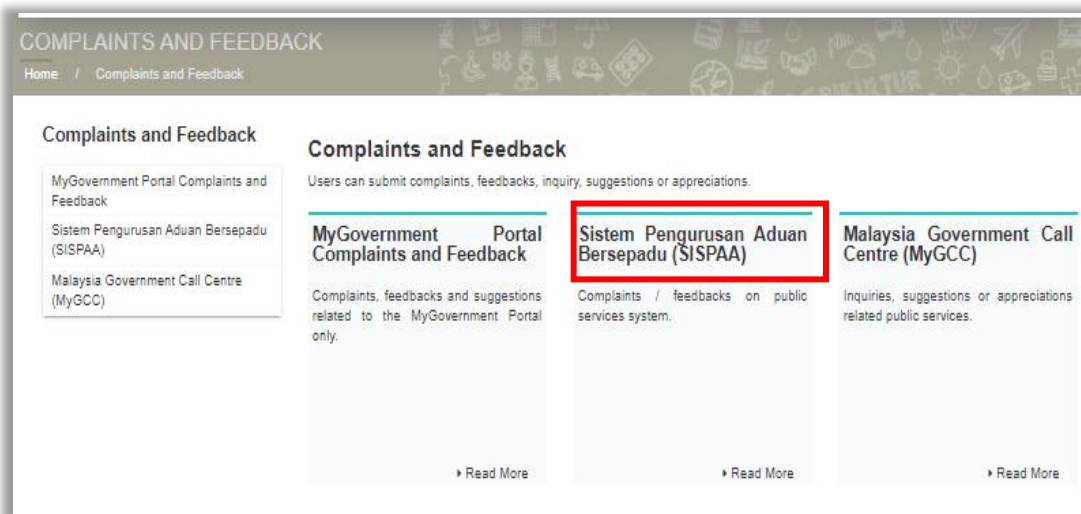 COMPLAINTS AND FEEDBACK
Home / Complaints and Feedback
Complaints and Feedback
MyGovernment Portal Complaints and
Feedback
Sistem Pengurusan Aduan Bersepadu
(SISPAA)
Malaysia Government Call Centre
(MyGCC)
Complaints and Feedback
Users can submit complaints, feedbacks, inquiry, suggestions or appreciations.
MyGovernment Portal
Complaints and Feedback
Complaints, feedbacks and suggestions
related to the MyGovernment Portal
only.
Read More
Sistem Pengurusan Aduan
Bersepadu (SISPAA)
Complaints / feedbacks on public
services system.
Read More
Malaysia Government Call
Centre (MyGCC)
Inquiries, suggestions or appreciations
related public services.
Read More